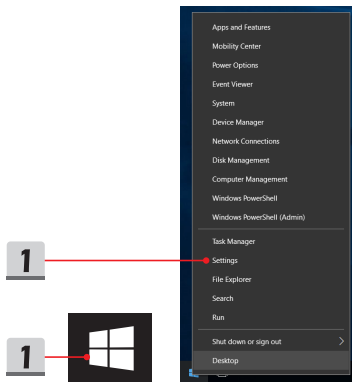 Apps and Features
Mobility Center
Power Options
Event Viewer
System
Device Manager
Network Connections
Disk Management
Computer Management
Windows PowerShell
Windows PowerShell (Admin)
Task Manager
1
Settings
File Explorer
Search
Run
1
Shut down or sign out
Desktop